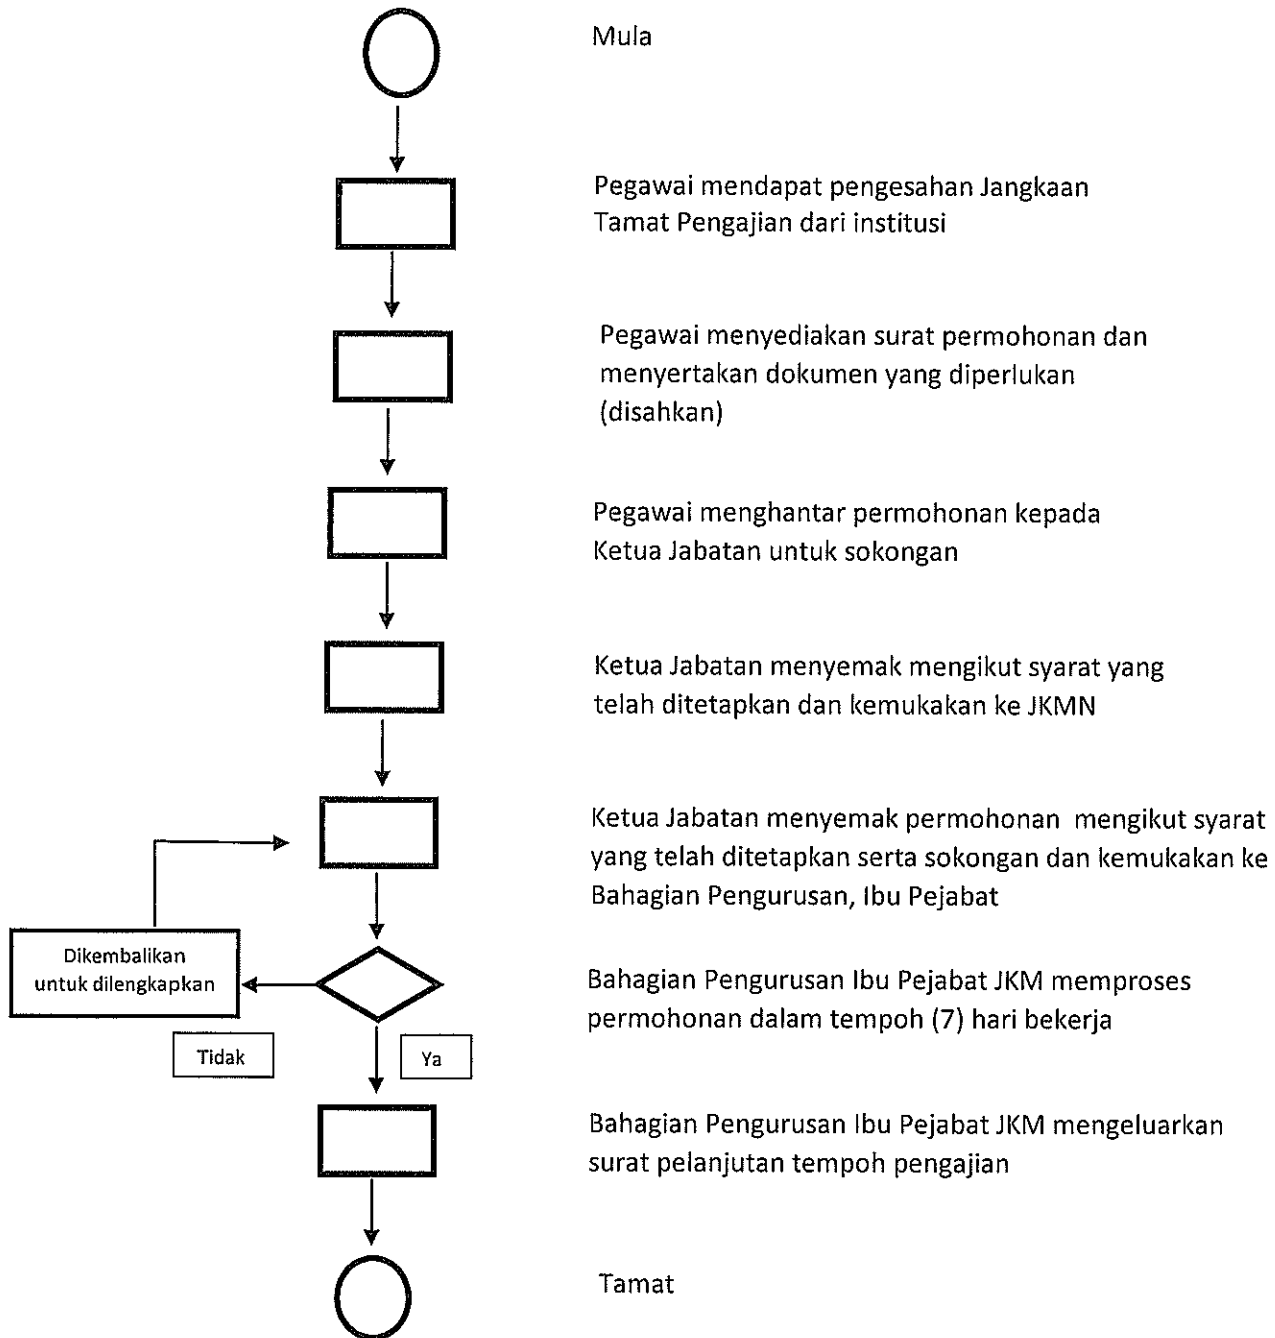 Mula
Pegawai mendapat pengesahan Jangkaan
Tamat Pengajian dari institusi
Pegawai menyediakan surat permohonan dan
menyertakan dokumen yang diperlukan
(disahkan)
Pegawai menghantar permohonan kepada
Ketua Jabatan untuk sokongan
Ketua Jabatan menyemak mengikut syarat yang
telah ditetapkan dan kemukakan ke JKMN
Ketua Jabatan menyemak permohonan mengikut syarat
yang telah ditetapkan serta sokongan dan kemukakan ke
Bahagian Pengurusan, Ibu Pejabat
Dikembalikan
untuk dilengkapkan
Bahagian Pengurusan Ibu Pejabat JKM memproses
permohonan dalam tempoh (7) hari bekerja
Tidak
Ya
Bahagian Pengurusan Ibu Pejabat JKM mengeluarkan
surat pelanjutan tempoh pengajian
Tamat